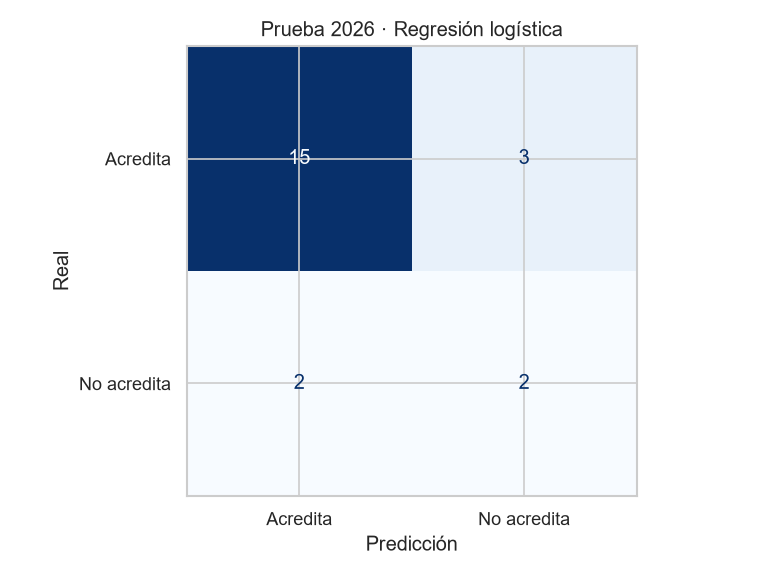 Prueba 2026 · Regresión logística
Acredita
15
3
Real
No acredita
2
2
Acredita
No acredita
Predicción